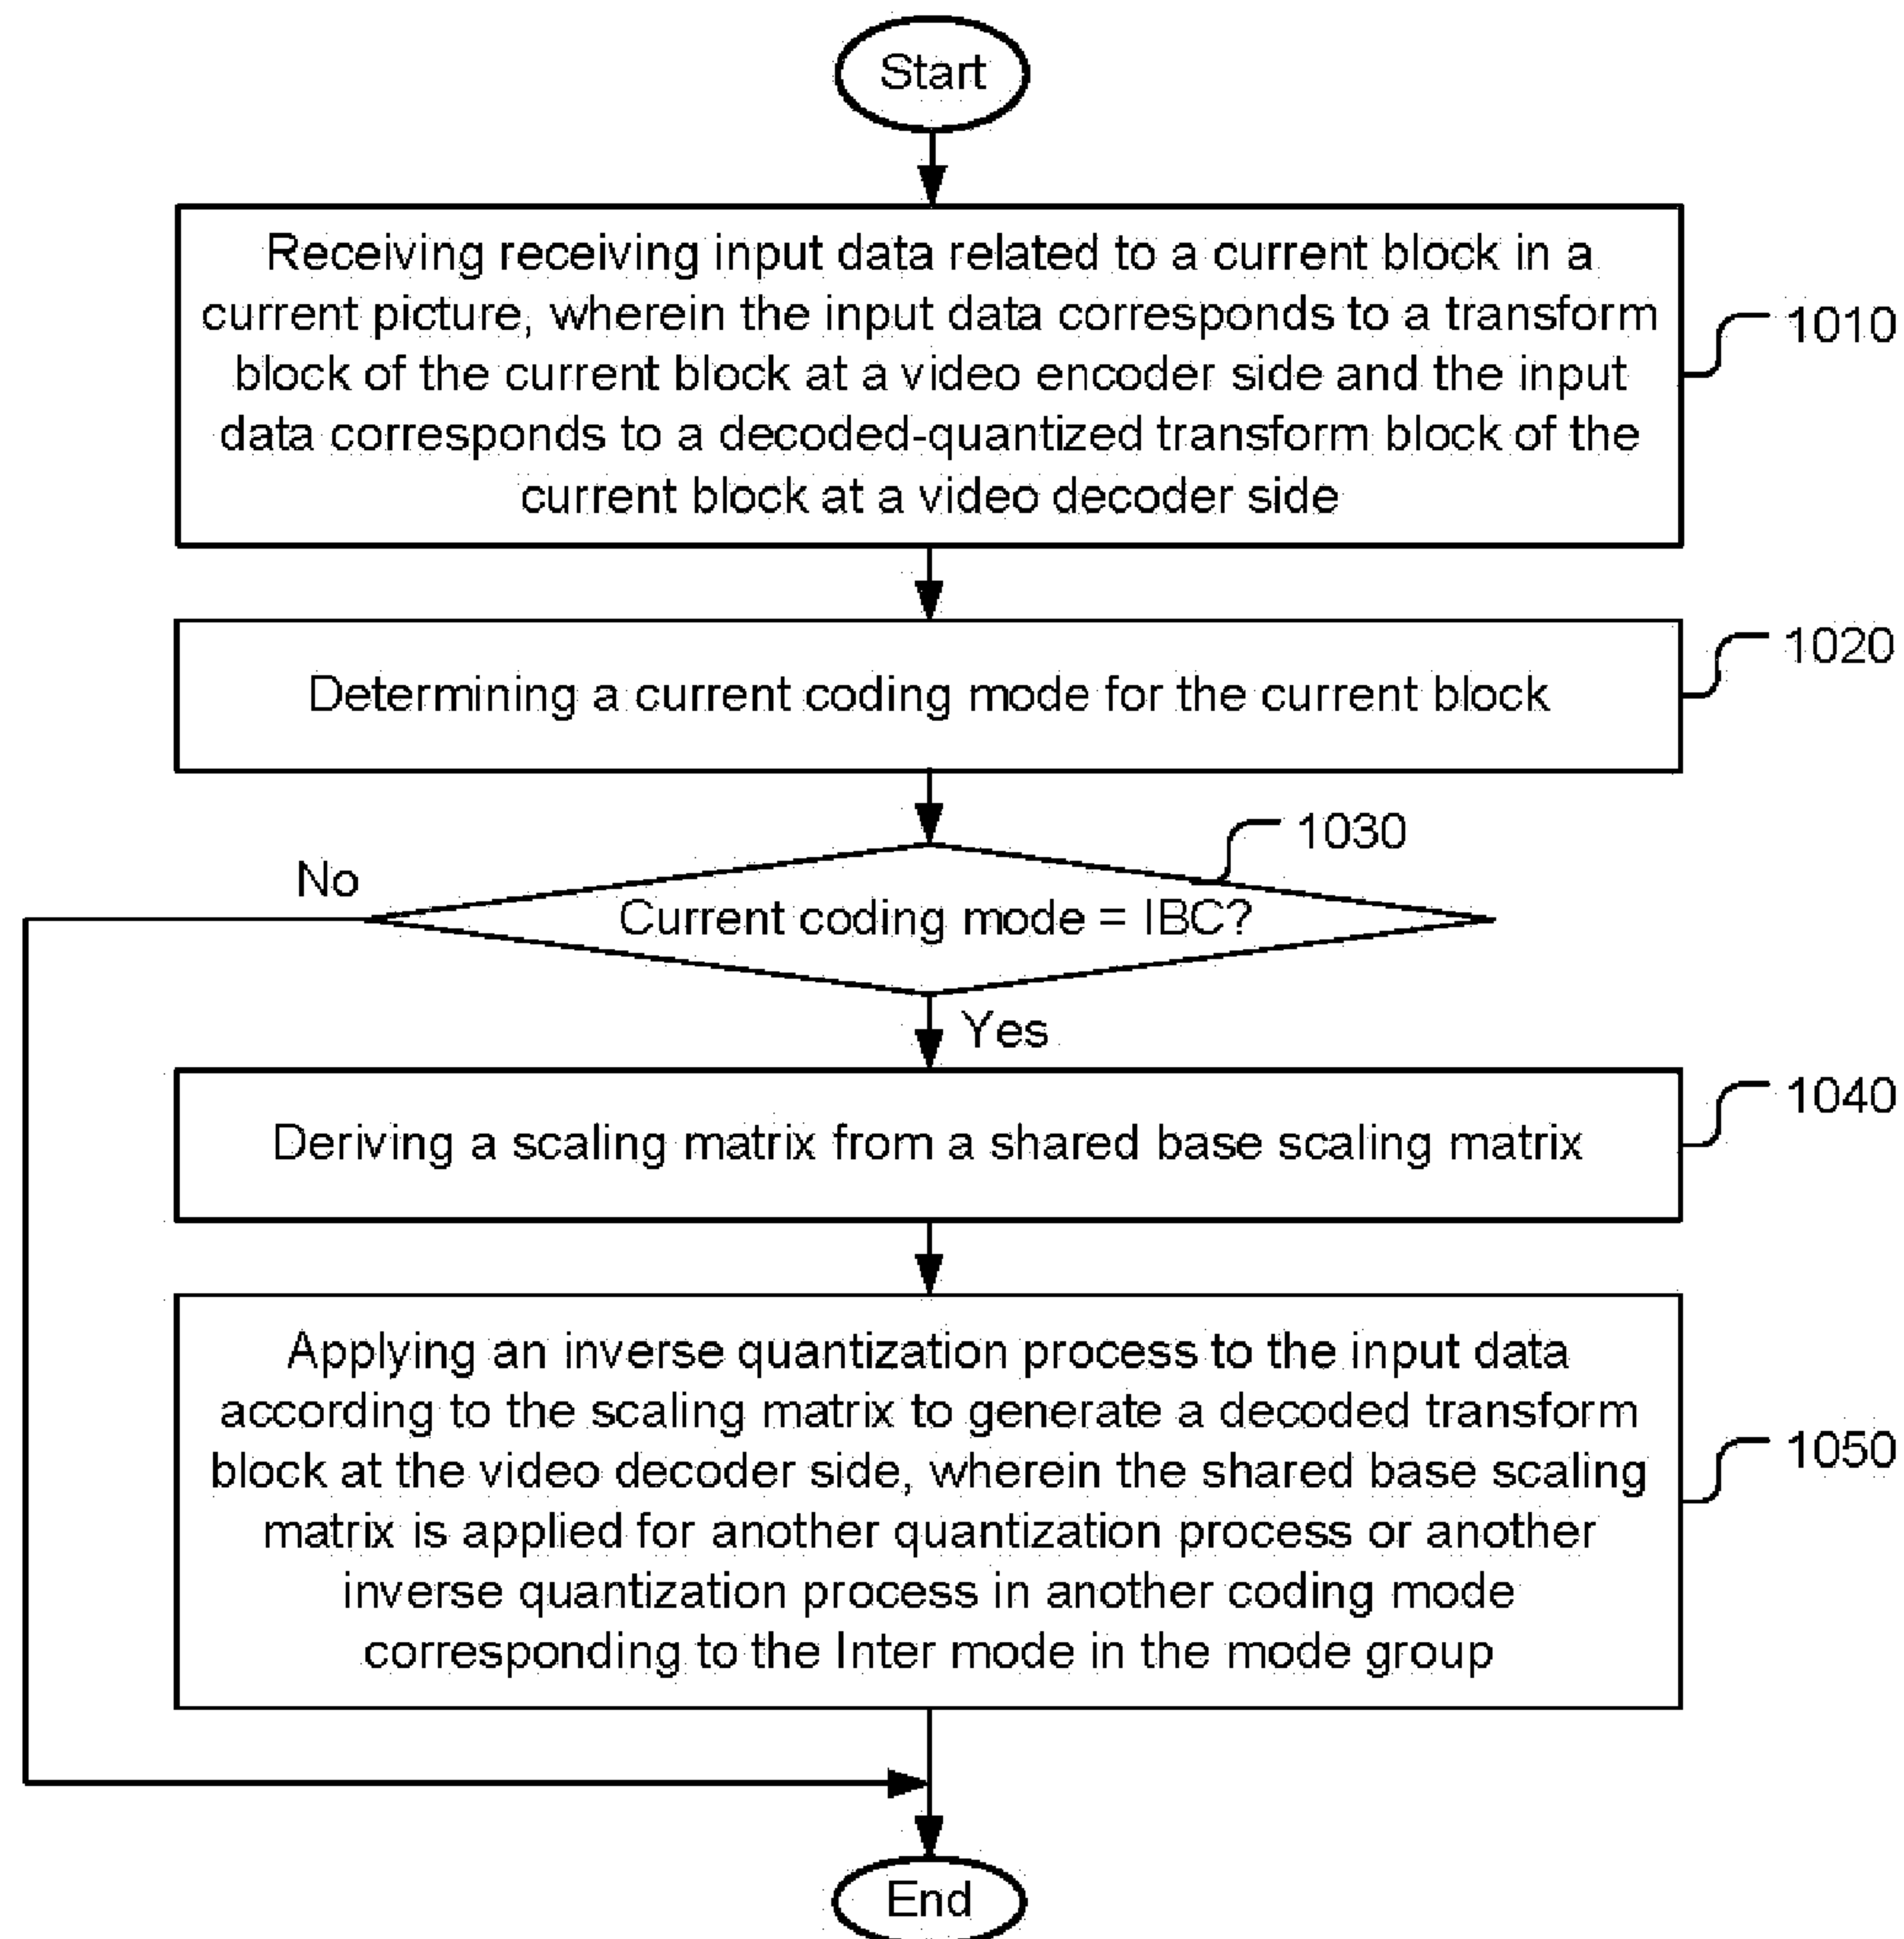 Start
Receiving receiving input data related to a current block in a
current picture, wherein the input data corresponds to a transform
block of the current block at a video encoder side and the input
data corresponds to a decoded-quantized transform block of the
current block at a video decoder side
1010
Determining a current coding mode for the current block
1020
1030
No
Current coding mode = IBC?
Yes
Deriving a scaling matrix from a shared base scaling matrix
1040
Applying an inverse quantization process to the input data
according to the scaling matrix to generate a decoded transform
block at the video decoder side, wherein the shared base scaling
matrix is applied for another quantization process or another
inverse quantization process in another coding mode
corresponding to the Inter mode in the mode group
1050
End